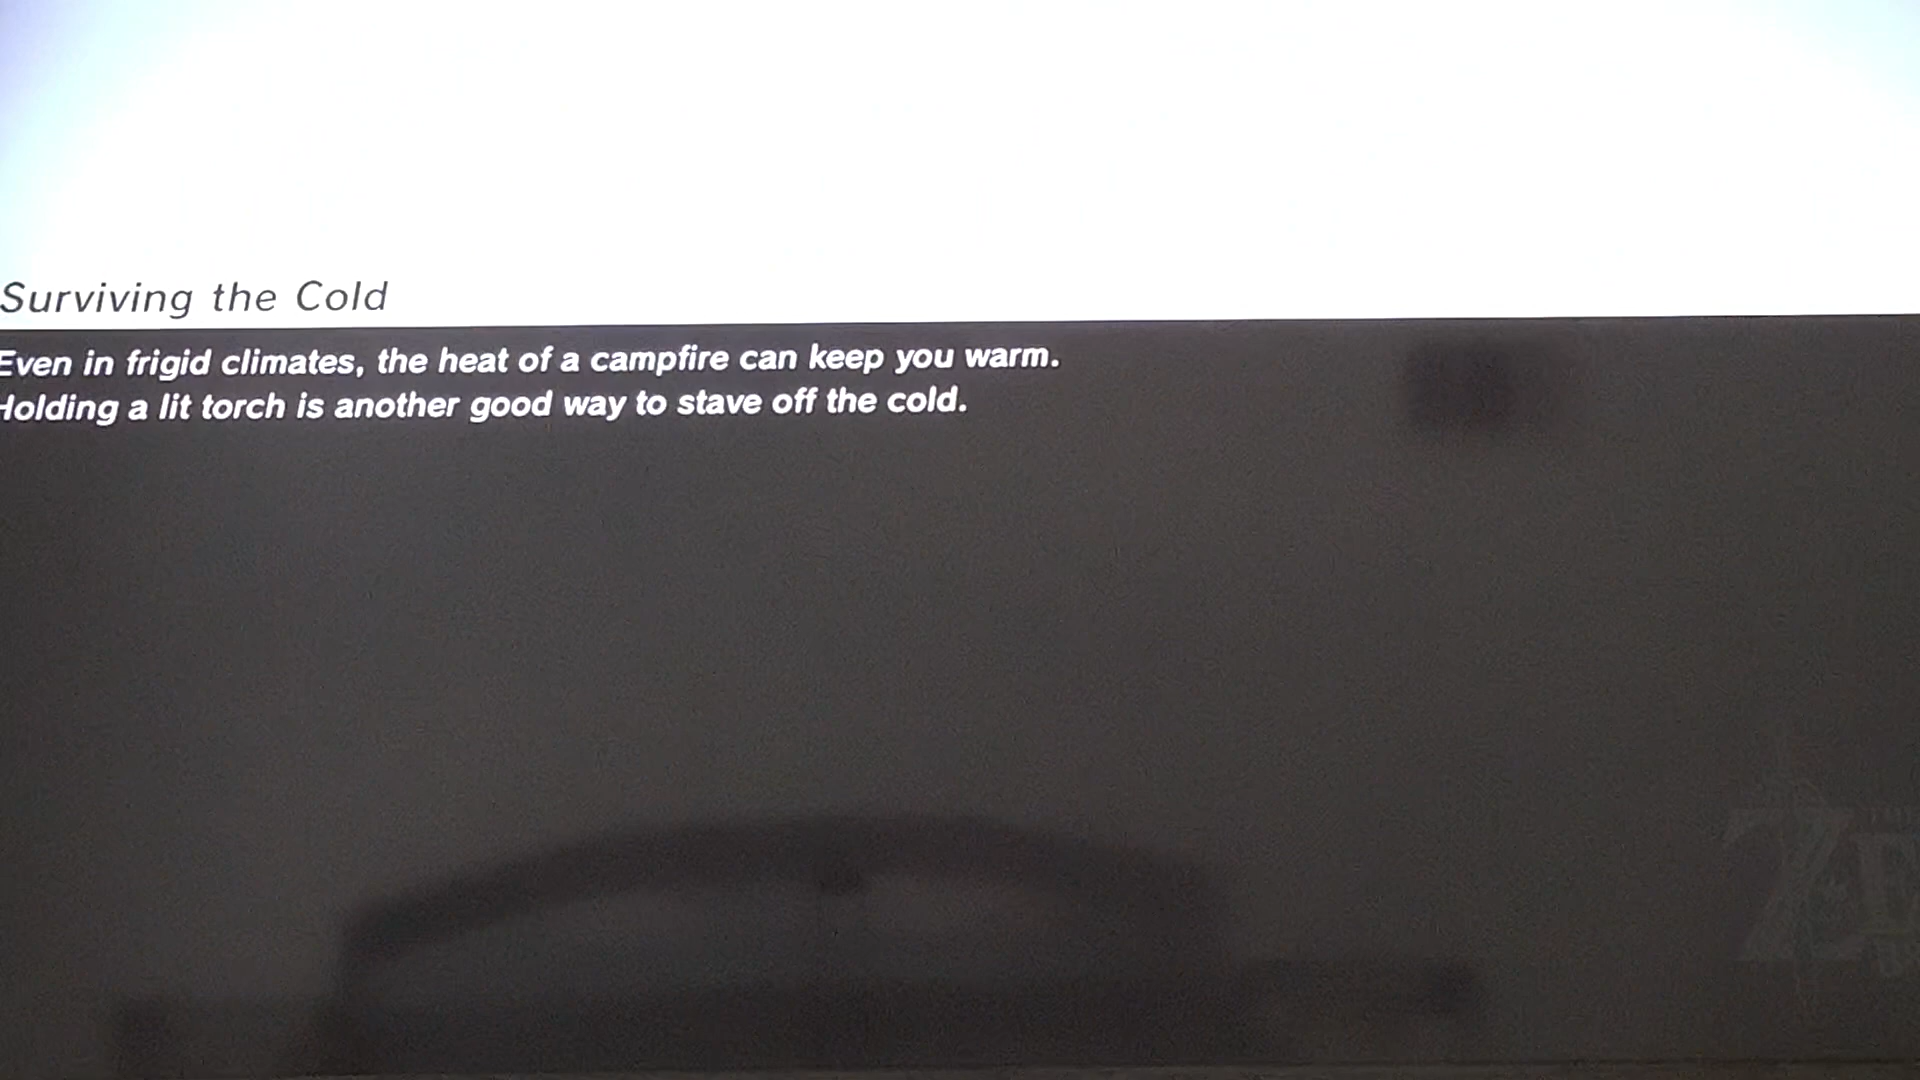 Surviving the Cold
Even in frigid climates, the heat of a campfire can keep you warm.
Holding a lit torch is another good way to stave off the cold.